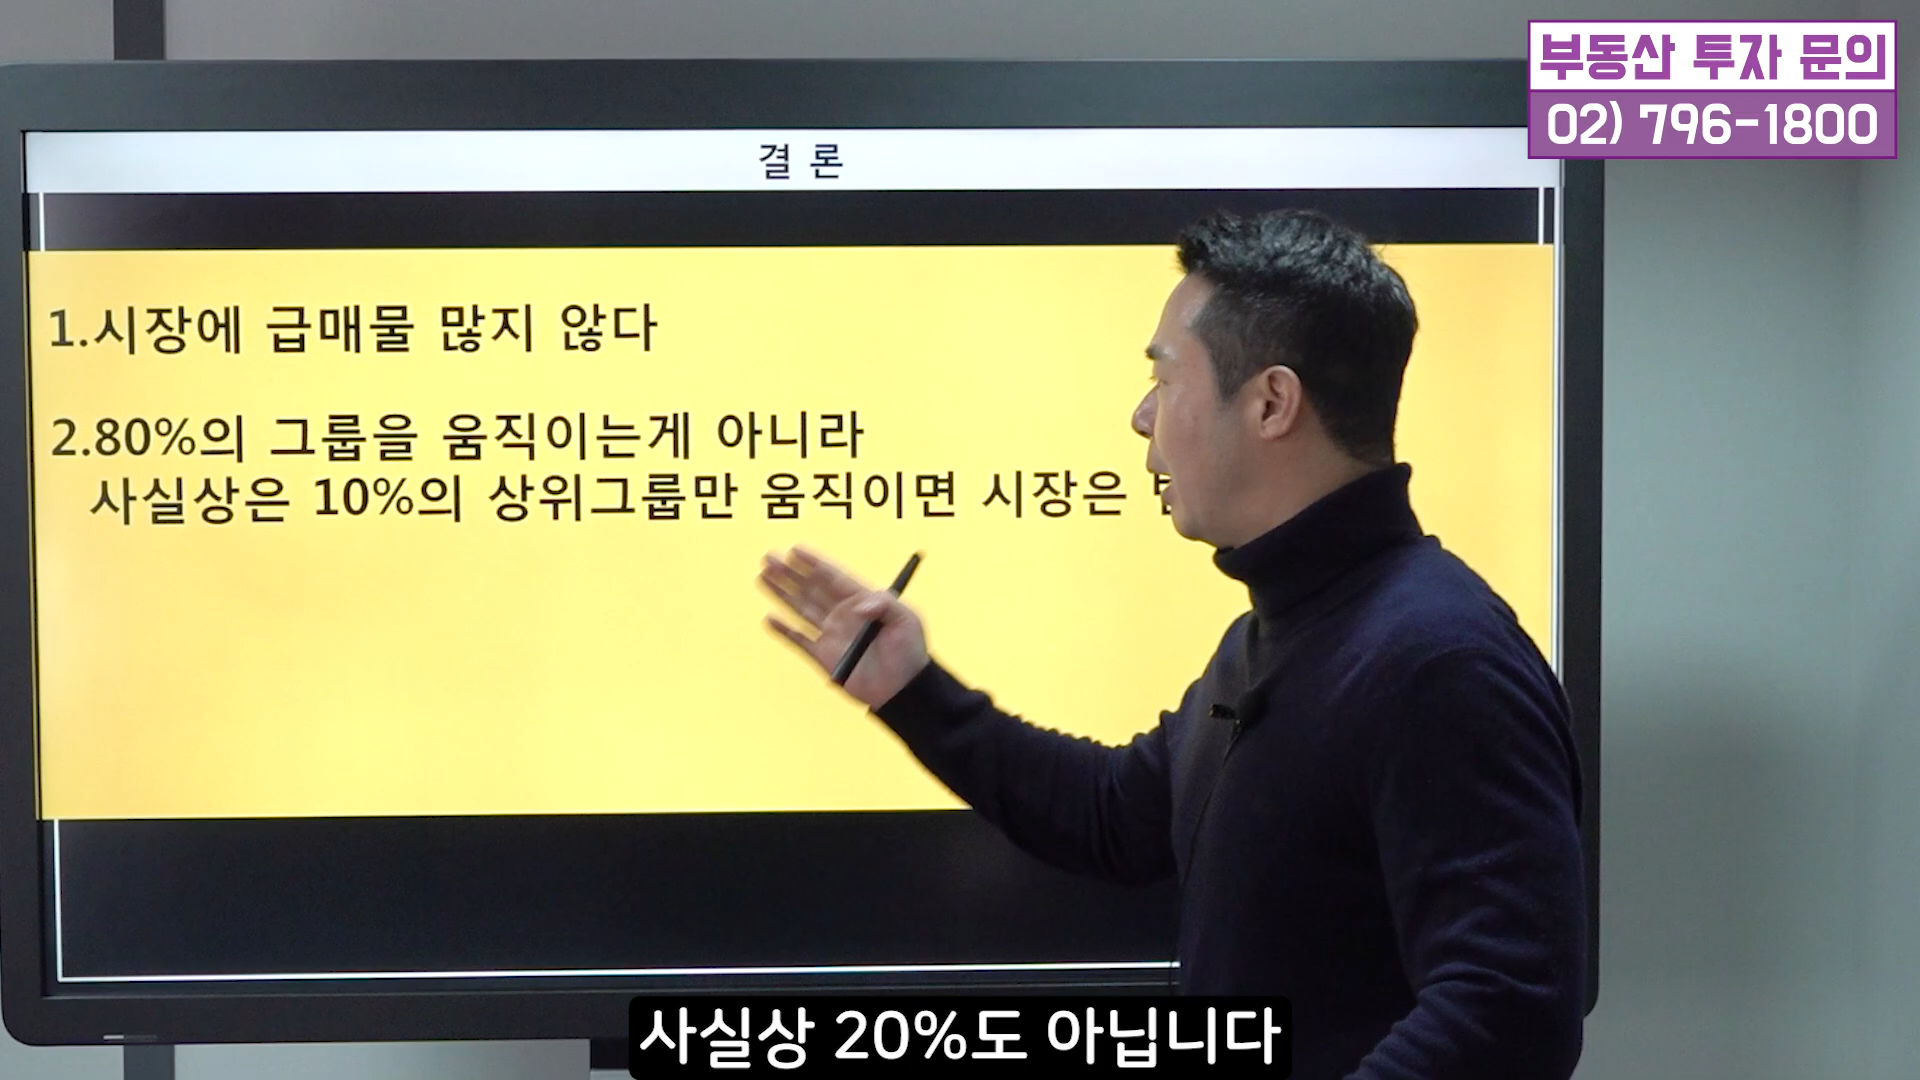 부동산 투자 문의
02) 796-1800
결 론
1.시장에 급매물 많지 않다
2.80%의 그룹을 움직이는게 아니라
사실상은 10%의 상위그룹만 움직이면 시장은
사실상 20%도 아닙니다